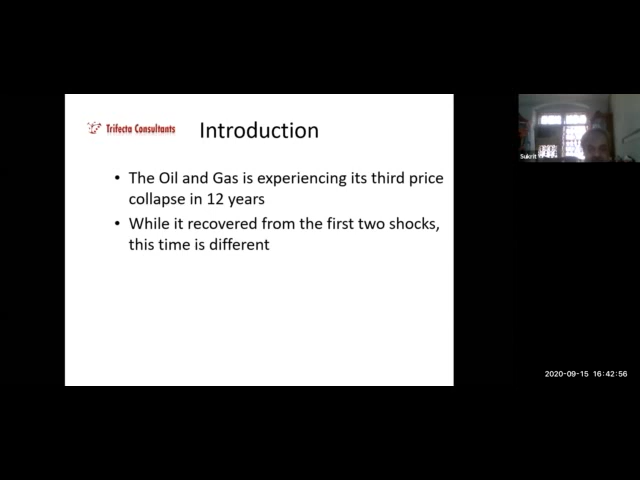 Trifecta Consultants
Introduction
• The Oil and Gas is experiencing its third price
collapse in 12 years
• While it recovered from the first two shocks,
this time is different
Sukrit
2020-09-15 16:42:56